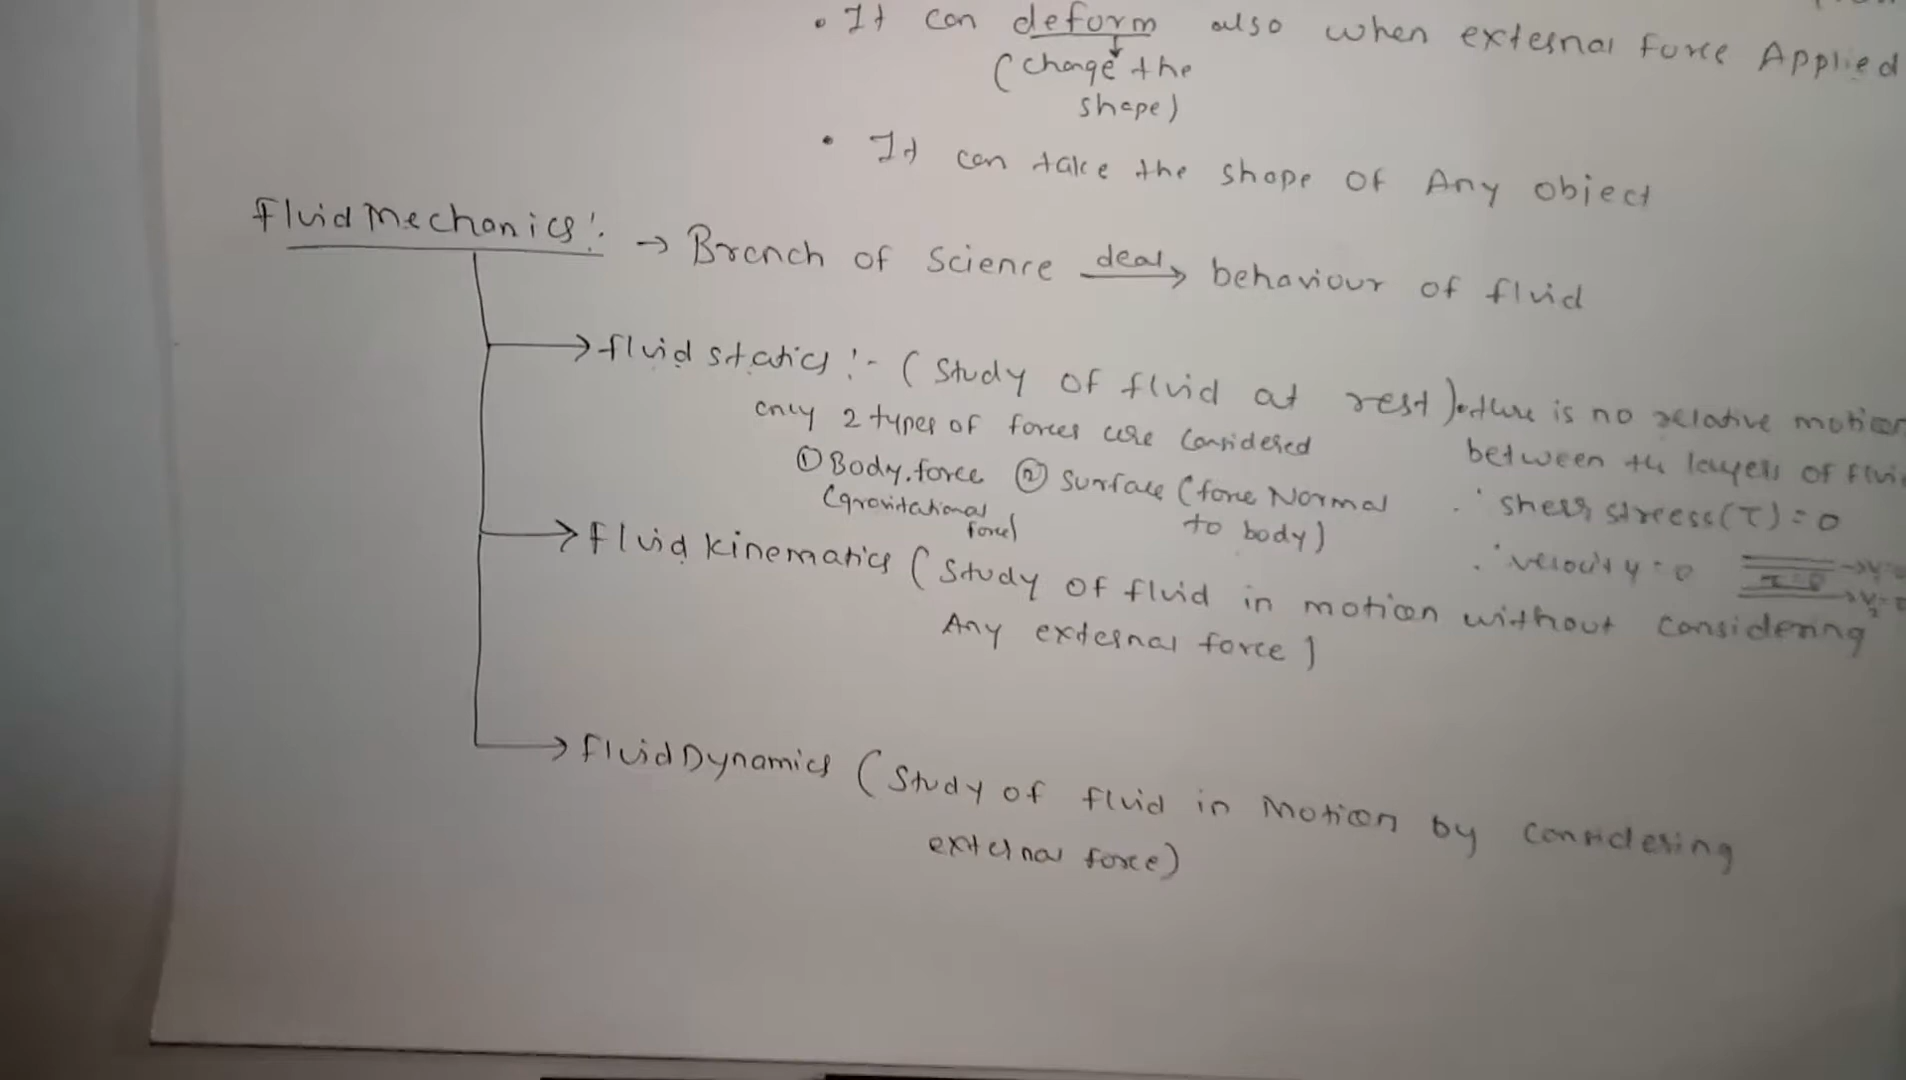 • It can deform also when external force Applied
(change the
shape)
• It can take the shape of Any object
Fluid Mechanics:
→ Branch of Science deal→ behaviour of fluid
→ fluid statics :- (Study of fluid at rest) • there is no relative motion
between the layers of flui
only 2 types of forces are considered
① Body.force ② Surface (force Normal
to body)
(gravitational
force)
∴ shear stress(τ) = 0
∴ velocity = 0
→ fluid kinematics (Study of fluid in motion without considering
Any external force)
→ fluid Dynamics (Study of fluid in Motion by considering
external force)